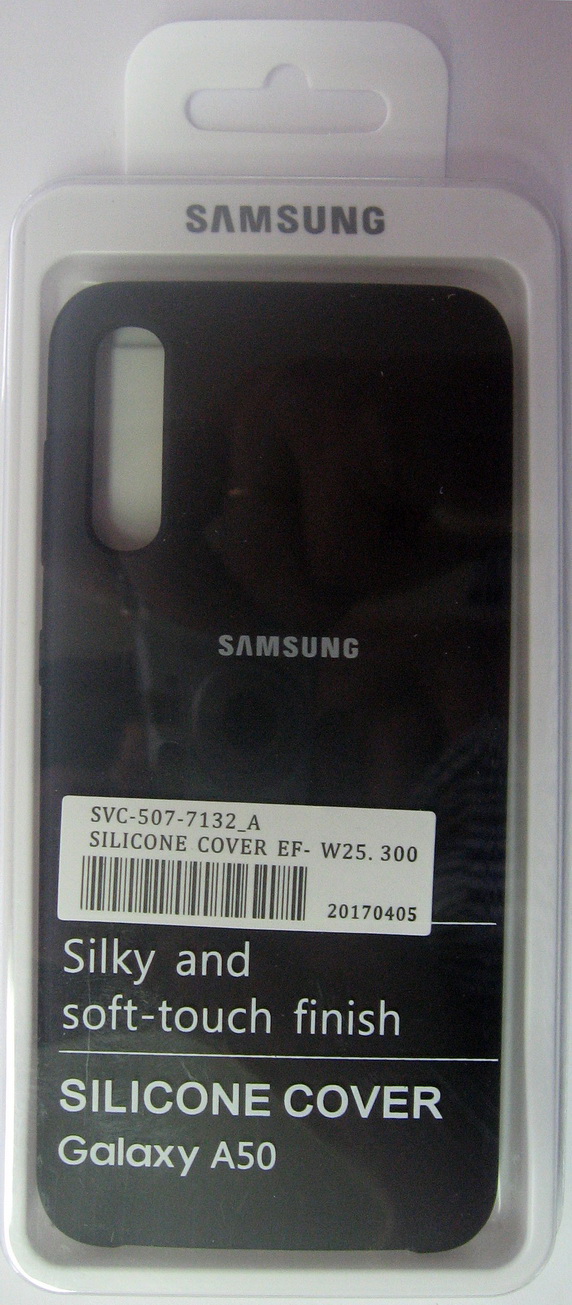 SAMSUNG
SAMSUNG
SVC-507-7132_A
SILICONE COVER EF- W25. 300
20170405
Silky and
soft-touch finish
SILICONE COVER
Galaxy A50